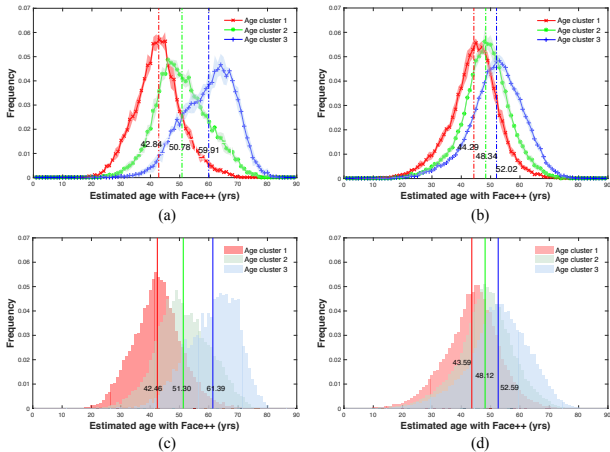 0.07
0.06
0.05
0.04
0.03
0.02
0.01
0
Frequency
Age cluster 1
Age cluster 2
Age cluster 3
42.84
50.78
59.91
0 10 20 30 40 50 60 70 80 90
Estimated age with Face++ (yrs)
(a)
0.07
0.06
0.05
0.04
0.03
0.02
0.01
0
Frequency
Age cluster 1
Age cluster 2
Age cluster 3
44.29
48.34
52.02
0 10 20 30 40 50 60 70 80 90
Estimated age with Face++ (yrs)
(b)
0.07
0.06
0.05
0.04
0.03
0.02
0.01
0
Frequency
Age cluster 1
Age cluster 2
Age cluster 3
42.46 51.30 61.39
0 10 20 30 40 50 60 70 80 90
Estimated age with Face++ (yrs)
(c)
0.07
0.06
0.05
0.04
0.03
0.02
0.01
0
Frequency
Age cluster 1
Age cluster 2
Age cluster 3
43.59
48.12
52.59
0 10 20 30 40 50 60 70 80 90
Estimated age with Face++ (yrs)
(d)